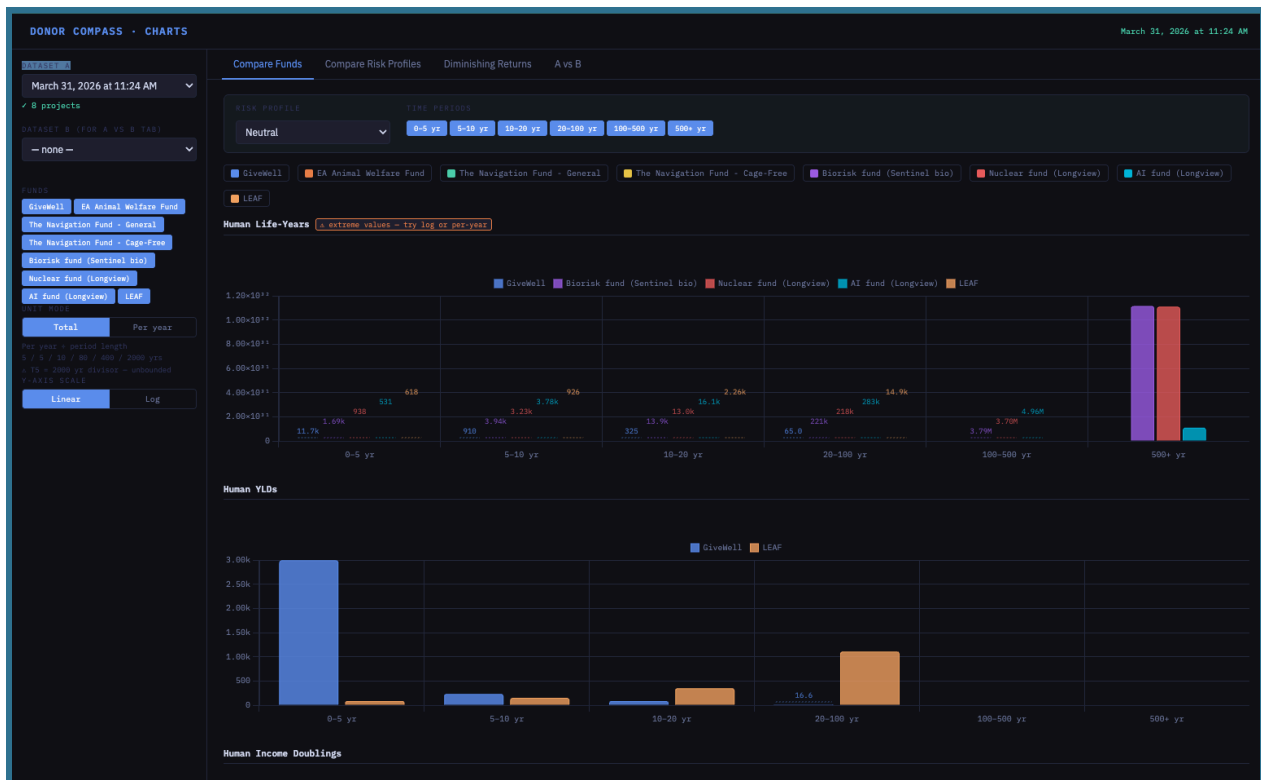 DONOR COMPASS · CHARTS
March 31, 2026 at 11:24 AM
DATASET A
March 31, 2026 at 11:24 AM
✓ 8 projects
DATASET B (FOR A VS B TAB)
— none —
FUNDS
GiveWell EA Animal Welfare Fund
The Navigation Fund - General
The Navigation Fund - Cage-Free
Biorisk fund (Sentinel bio)
Nuclear fund (Longview)
AI fund (Longview) LEAF
UNIT MODE
Total Per year
Per year ÷ period length
5 / 5 / 10 / 80 / 400 / 2000 yrs
⚠ T5 = 2000 yr divisor — unbounded
Y-AXIS SCALE
Linear Log
Compare Funds Compare Risk Profiles Diminishing Returns A vs B
RISK PROFILE TIME PERIODS
Neutral 0–5 yr 5–10 yr 10–20 yr 20–100 yr 100–500 yr 500+ yr
GiveWell EA Animal Welfare Fund The Navigation Fund - General The Navigation Fund - Cage-Free Biorisk fund (Sentinel bio) Nuclear fund (Longview) AI fund (Longview)
LEAF
Human Life-Years ⚠ extreme values — try log or per-year
GiveWell Biorisk fund (Sentinel bio) Nuclear fund (Longview) AI fund (Longview) LEAF
618 926 2.26k 14.9k
531 3.78k 16.1k 283k 4.96M
938 3.23k 13.0k 218k 3.70M
1.69k 3.94k 13.9k 221k 3.79M
11.7k 910 325 65.0
0
0–5 yr 5–10 yr 10–20 yr 20–100 yr 100–500 yr 500+ yr
Human YLDs
GiveWell LEAF
3.00k
2.50k
2.00k
1.50k
1.00k
500
0
16.6
0–5 yr 5–10 yr 10–20 yr 20–100 yr 100–500 yr 500+ yr
Human Income Doublings